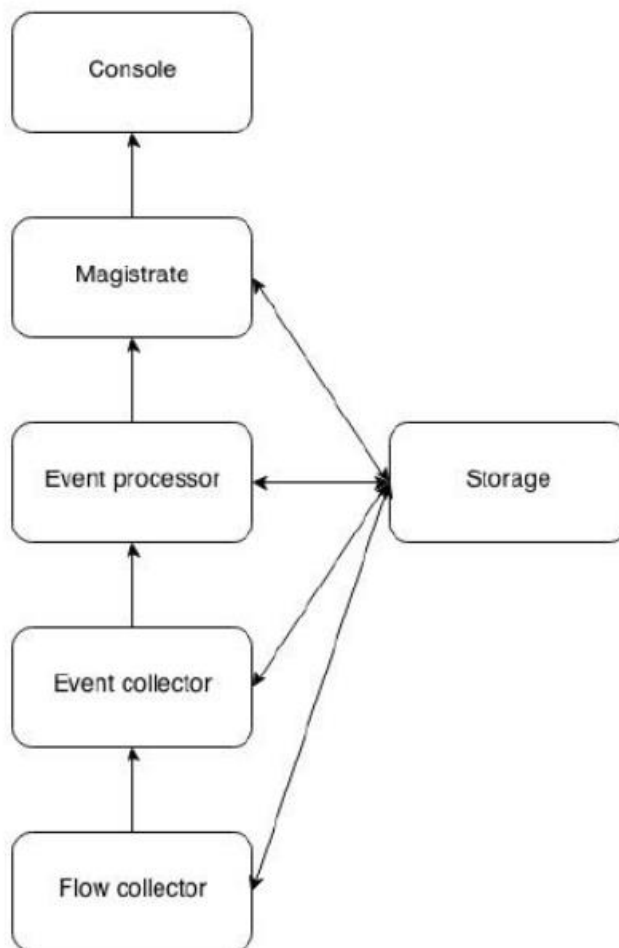 Console
Magistrate
Event processor
Storage
Event collector
Flow collector